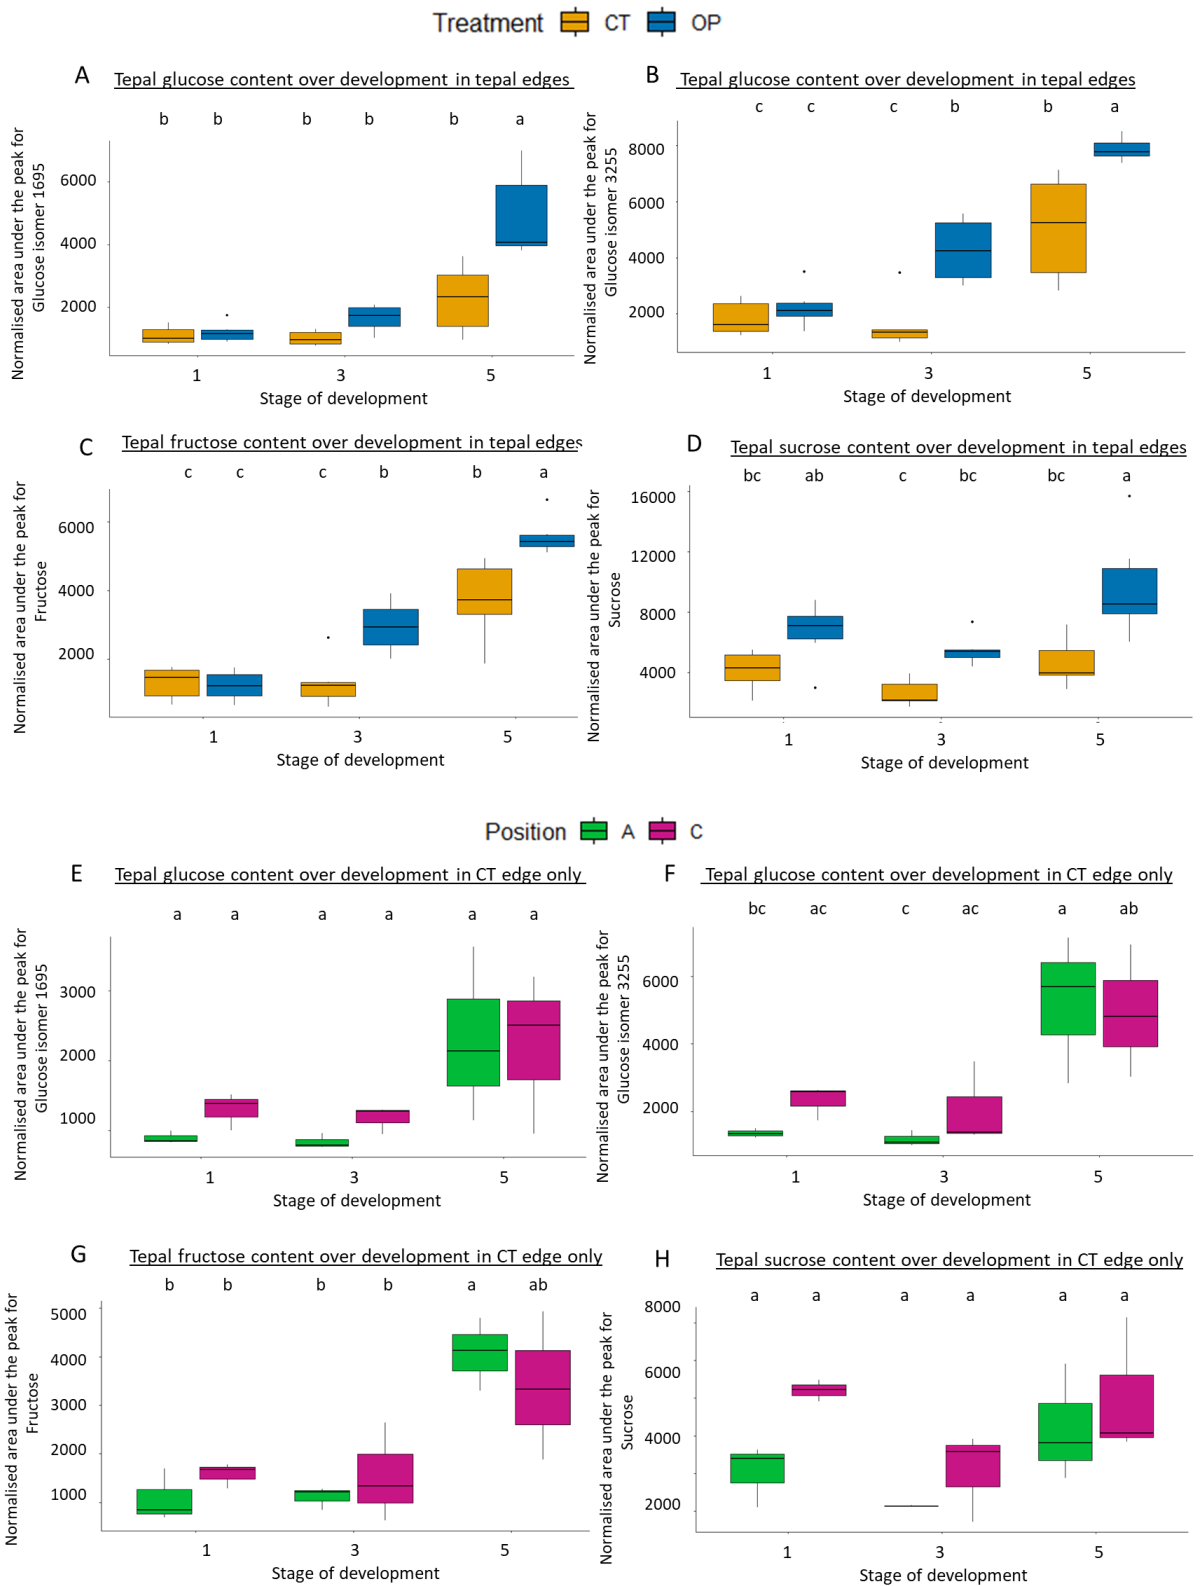 Treatment CT OP
A Tepal glucose content over development in tepal edges
b b b b b a
Normalised area under the peak for
Glucose isomer 1695
6000
4000
2000
1 3 5
Stage of development
B Tepal glucose content over development in tepal edges
c c c b b a
Normalised area under the peak for
Glucose isomer 3255
8000
6000
4000
2000
1 3 5
Stage of development
C Tepal fructose content over development in tepal edges
c c c b b a
Normalised area under the peak for
Fructose
6000
4000
2000
1 3 5
Stage of development
D Tepal sucrose content over development in tepal edges
bc ab c bc bc a
Normalised area under the peak for
Sucrose
16000
12000
8000
4000
1 3 5
Stage of development
Position A C
E Tepal glucose content over development in CT edge only
a a a a a a
Normalised area under the peak for
Glucose isomer 1695
3000
2000
1000
1 3 5
Stage of development
F Tepal glucose content over development in CT edge only
bc ac c ac a ab
Normalised area under the peak for
Glucose isomer 3255
6000
4000
2000
1 3 5
Stage of development
G Tepal fructose content over development in CT edge only
b b b b a ab
Normalised area under the peak for
Fructose
5000
4000
3000
2000
1000
1 3 5
Stage of development
H Tepal sucrose content over development in CT edge only
a a a a a a
Normalised area under the peak for
Sucrose
8000
6000
4000
2000
1 3 5
Stage of development